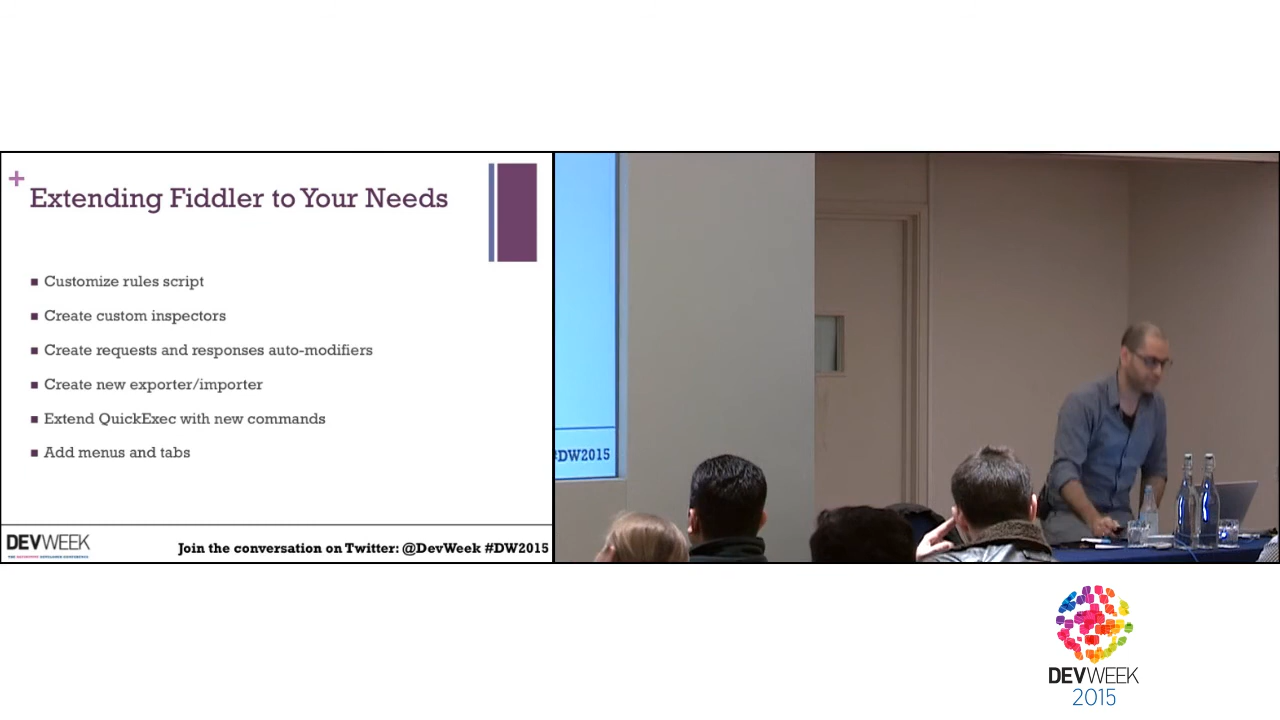 +
Extending Fiddler to Your Needs
Customize rules script
Create custom inspectors
Create requests and responses auto-modifiers
Create new exporter/importer
Extend QuickExec with new commands
Add menus and tabs
DEVWEEK
Join the conversation on Twitter: @DevWeek #DW2015
#DW2015
DEVWEEK
2015